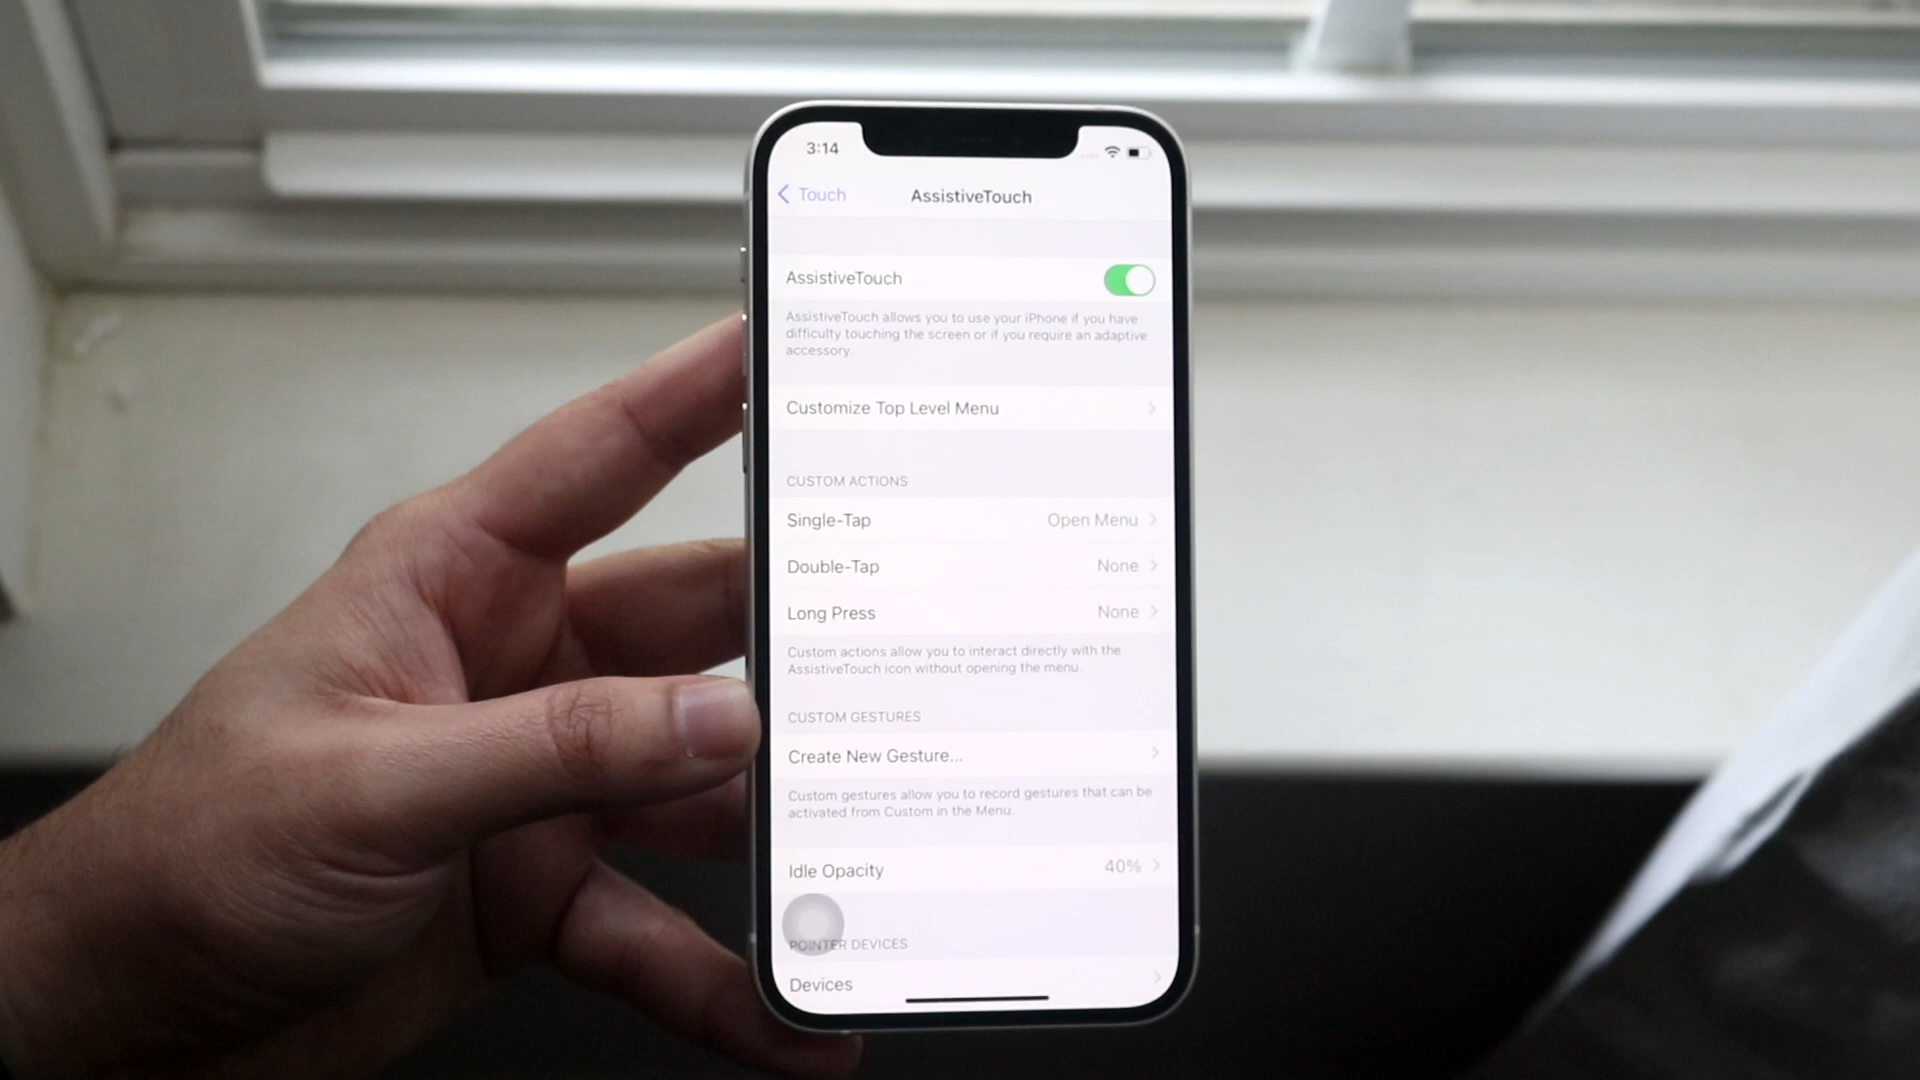 3:14
Touch
AssistiveTouch
AssistiveTouch
AssistiveTouch allows you to use your iPhone if you have
difficulty touching the screen or if you require an adaptive
accessory.
Customize Top Level Menu
CUSTOM ACTIONS
Single-Tap Open Menu
Double-Tap None
Long Press None
Custom actions allow you to interact directly with the
AssistiveTouch icon without opening the menu.
CUSTOM GESTURES
Create New Gesture...
Custom gestures allow you to record gestures that can be
activated from Custom in the Menu.
Idle Opacity 40%
POINTER DEVICES
Devices